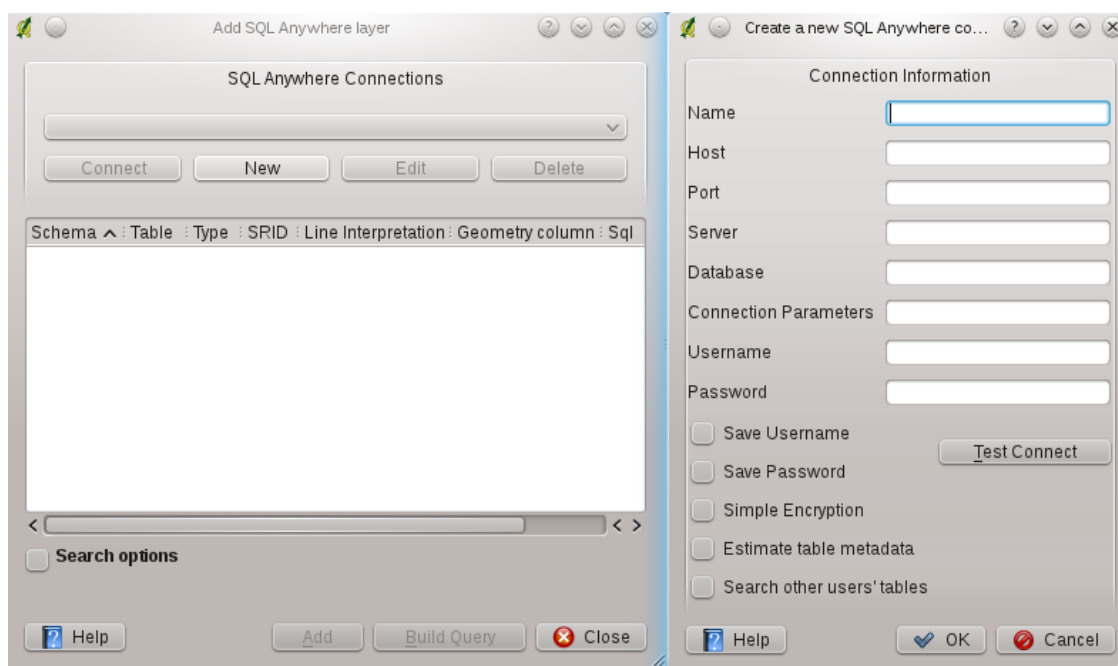 Add SQL Anywhere layer
SQL Anywhere Connections
Connect New Edit Delete
Schema Table Type SRID Line Interpretation Geometry column Sql
Search options
Help Add Build Query Close
Create a new SQL Anywhere co...
Connection Information
Name
Host
Port
Server
Database
Connection Parameters
Username
Password
Save Username
Test Connect
Save Password
Simple Encryption
Estimate table metadata
Search other users' tables
Help OK Cancel